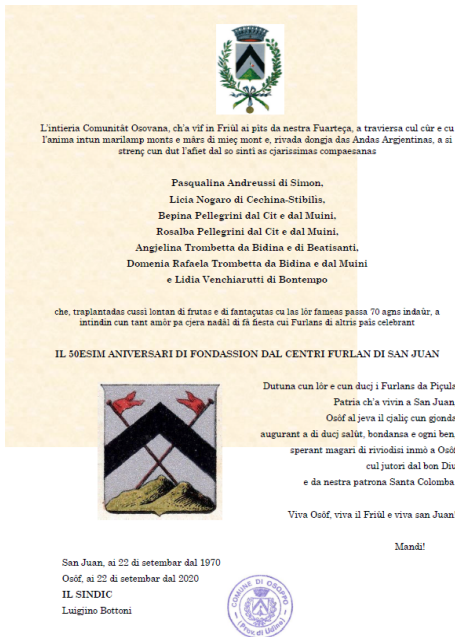 L'intieria Comunitât Osovana, ch'a vîf in Friûl ai pìts da nestra Fuarteça, a traviersa cul cûr e cu
l'anima intun marilamp monts e mârs di mieç mont e, rivada dongja das Andas Argjentinas, a si
strenç cun dut l'afiet dal so sintî as cjarissimas compaesanas
Pasqualina Andreussi di Simon,
Licia Nogaro di Cechina-Stibilis,
Bepina Pellegrini dal Cit e dal Muini,
Rosalba Pellegrini dal Cit e dal Muini,
Angjelina Trombetta da Bidina e di Beatisanti,
Domenia Rafaela Trombetta da Bidina e dal Muini
e Lidia Venchiarutti di Bontempo
che, traplantadas cussì lontan di frutas e di fantaçutas cu las lôr fameas passa 70 agns indaûr, a
intindin cun tant amôr pa cjera nadâl di fâ fiesta cui Furlans di altris paîs celebrant
IL 50ESIM ANIVERSARI DI FONDASSION DAL CENTRI FURLAN DI SAN JUAN
Dutuna cun lôr e cun ducj i Furlans da Piçula
Patria ch'a vivin a San Juan
Osôf al jeva il cjaliç cun gjonda
augurant a di ducj salût, bondansa e ogni ben,
sperant magari di riviodisi inmò a Osôf
cul jutori dal bon Diu
e da nestra patrona Santa Colomba
Viva Osôf, viva il Friûl e viva san Juan!
Mandi!
San Juan, ai 22 di setembar dal 1970
Osôf, ai 22 di setembar dal 2020
IL SINDIC
Luigjino Bottoni
COMUNE DI OSOPPO
(Prov. di Udine)